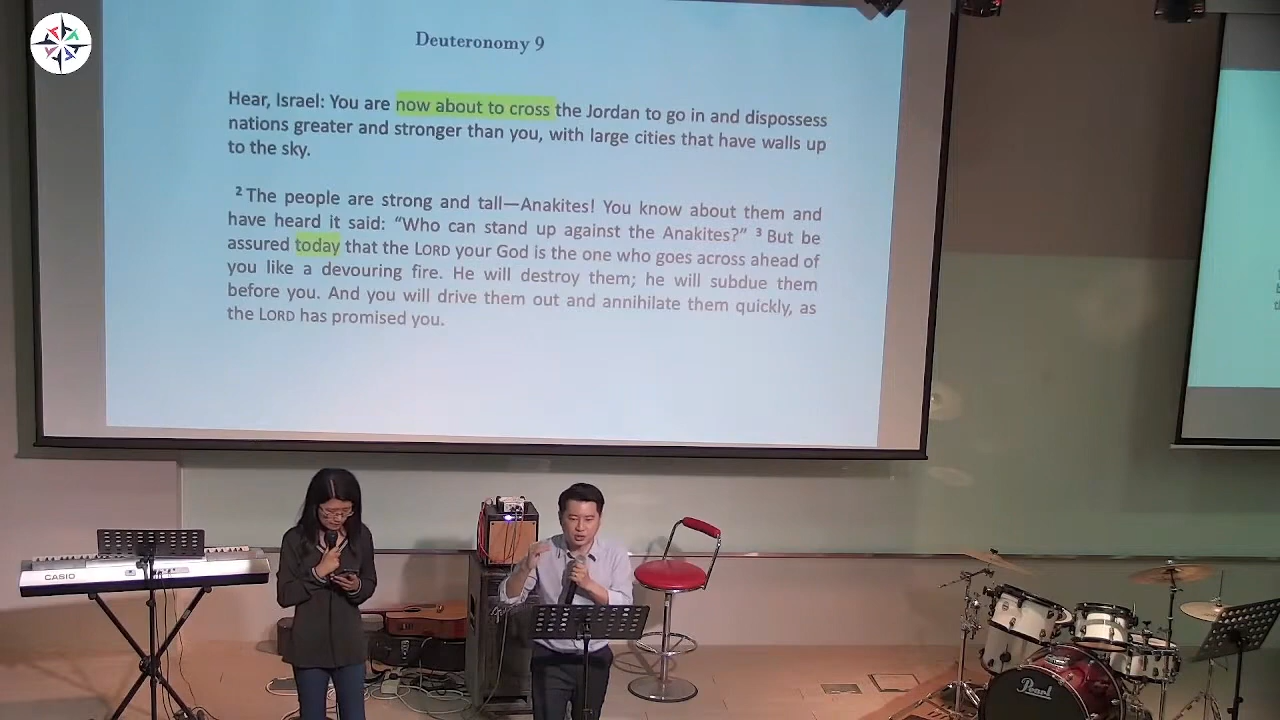 Deuteronomy 9
Hear, Israel: You are now about to cross the Jordan to go in and dispossess
nations greater and stronger than you, with large cities that have walls up
to the sky.
² The people are strong and tall—Anakites! You know about them and
have heard it said: “Who can stand up against the Anakites?” ³ But be
assured today that the LORD your God is the one who goes across ahead of
you like a devouring fire. He will destroy them; he will subdue them
before you. And you will drive them out and annihilate them quickly, as
the LORD has promised you.
CASIO
Pearl